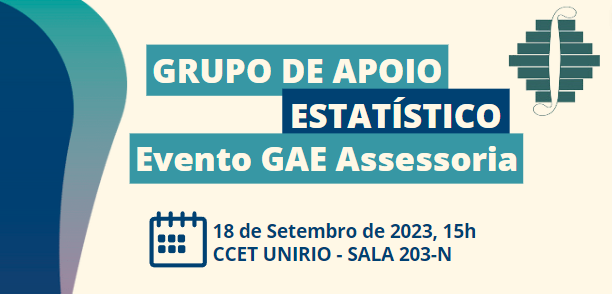 GRUPO DE APOIO
ESTATÍSTICO
Evento GAE Assessoria
18 de Setembro de 2023, 15h
CCET UNIRIO - SALA 203-N